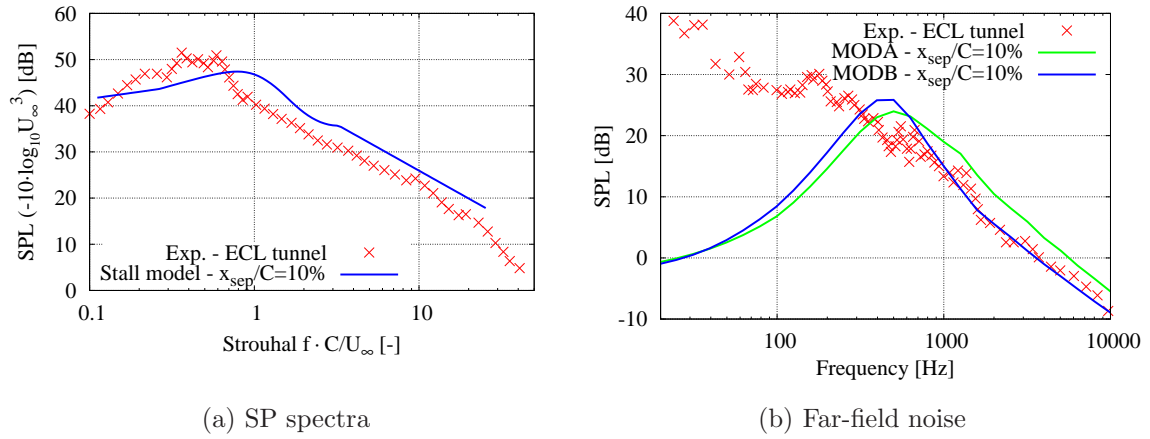 SPL (-10·log₁₀U∞³) [dB]
60
50
40
30
20
10
0
Exp. - ECL tunnel
Stall model - xsep/C=10%
0.1
1
10
Strouhal f · C/U∞ [-]
(a) SP spectra
SPL [dB]
40
30
20
10
0
-10
Exp. - ECL tunnel
MODA - xsep/C=10%
MODB - xsep/C=10%
100
1000
10000
Frequency [Hz]
(b) Far-field noise